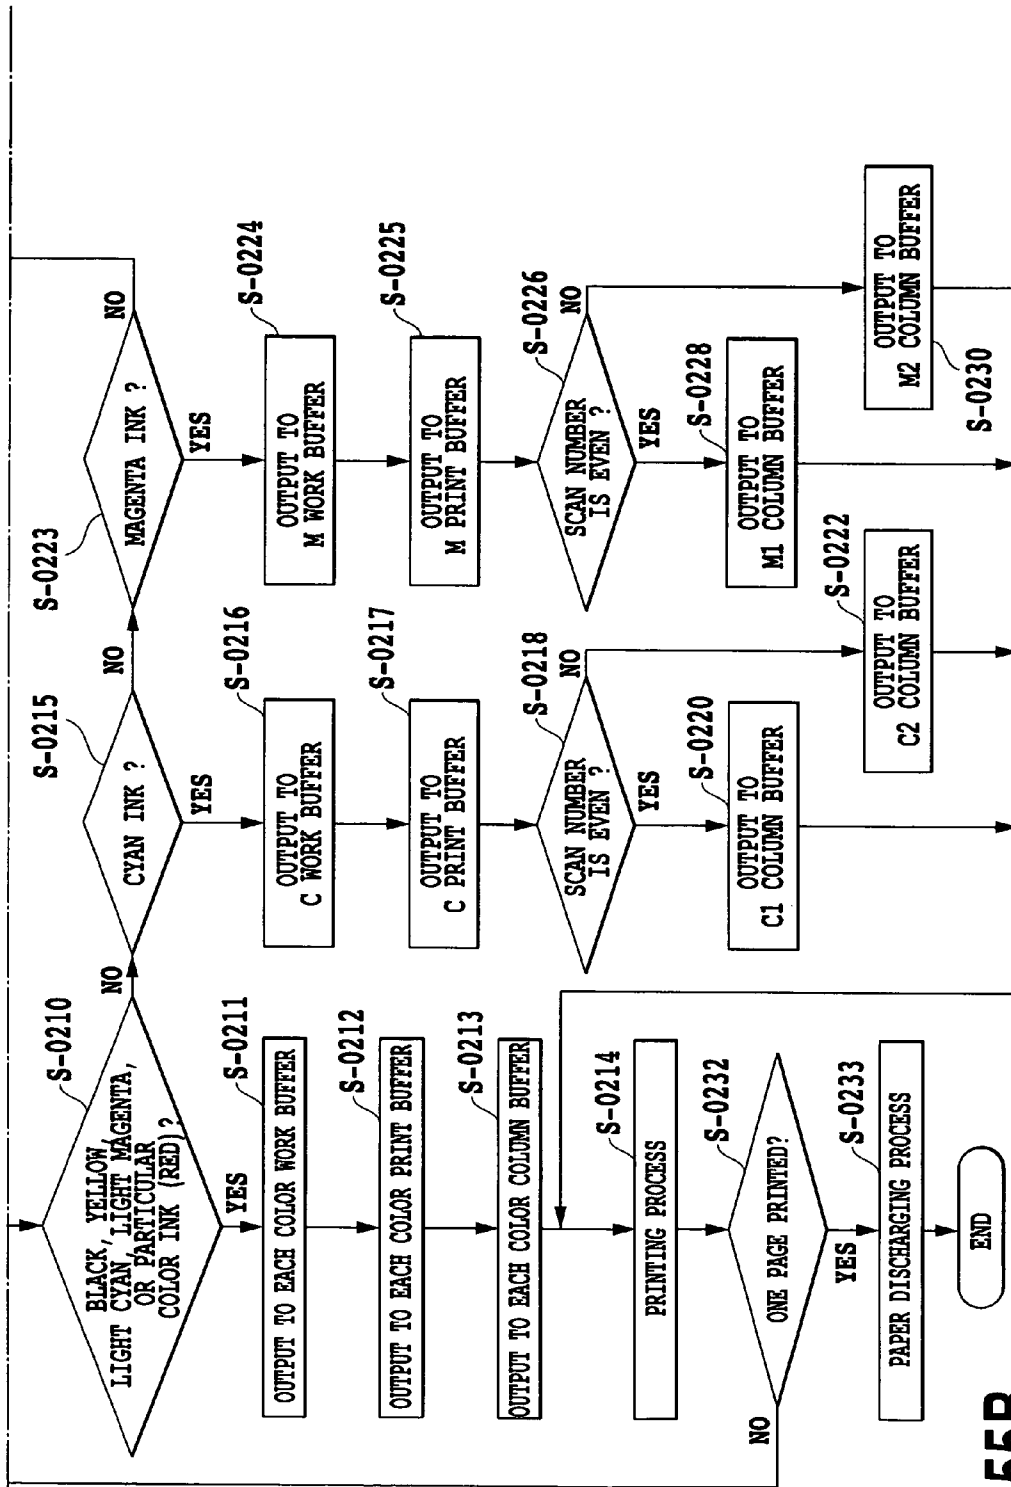 S-0210
BLACK, YELLOW,
LIGHT CYAN, LIGHT MAGENTA,
OR PARTICULAR
COLOR INK (RED)?
NO
YES
S-0211
OUTPUT TO EACH COLOR WORK BUFFER
S-0212
OUTPUT TO EACH COLOR PRINT BUFFER
S-0213
OUTPUT TO EACH COLOR COLUMN BUFFER
S-0214
PRINTING PROCESS
S-0232
ONE PAGE PRINTED?
NO
YES
S-0233
PAPER DISCHARGING PROCESS
END
S-0215
CYAN INK ?
NO
YES
S-0216
OUTPUT TO
C WORK BUFFER
S-0217
OUTPUT TO
C PRINT BUFFER
S-0218
SCAN NUMBER
IS EVEN ?
NO
YES
S-0220
OUTPUT TO
C1 COLUMN BUFFER
S-0222
OUTPUT TO
C2 COLUMN BUFFER
S-0223
MAGENTA INK ?
NO
YES
S-0224
OUTPUT TO
M WORK BUFFER
S-0225
OUTPUT TO
M PRINT BUFFER
S-0226
SCAN NUMBER
IS EVEN ?
NO
YES
S-0228
OUTPUT TO
M1 COLUMN BUFFER
OUTPUT TO
M2 COLUMN BUFFER
S-0230
55B